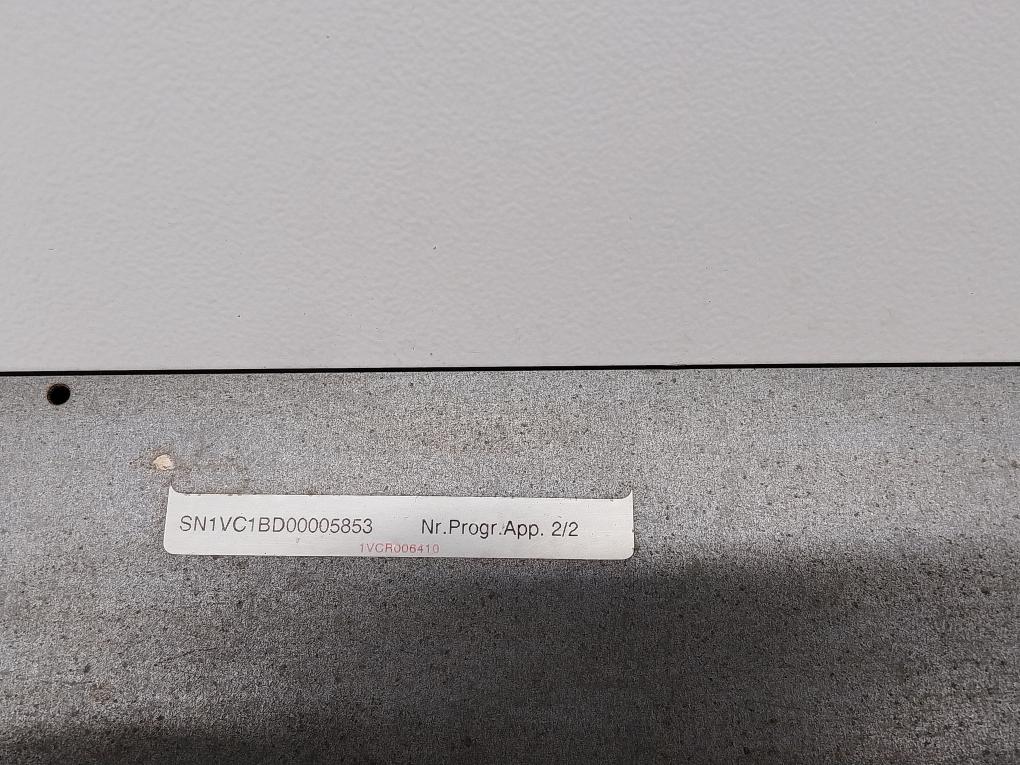 SN1VC1BD00005853 Nr.Progr.App. 2/2
1VCR006410